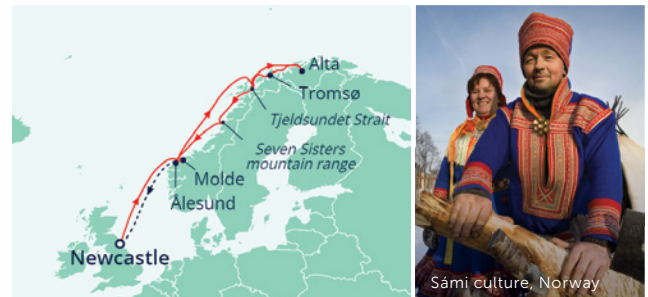 Alta
Tromsø
Tjeldsundet Strait
Seven Sisters
mountain range
Molde
Ålesund
Newcastle
Sámi culture, Norway